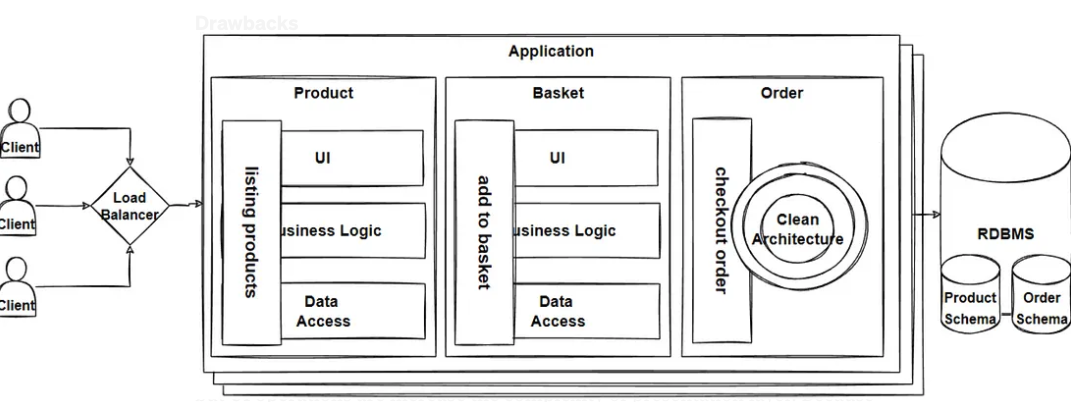 Drawbacks
Application
Product
Basket
Order
Client
Client
Client
Load
Balancer
listing products
UI
usiness Logic
Data
Access
add to basket
UI
usiness Logic
Data
Access
checkout order
Clean
Architecture
RDBMS
Product
Schema
Order
Schema